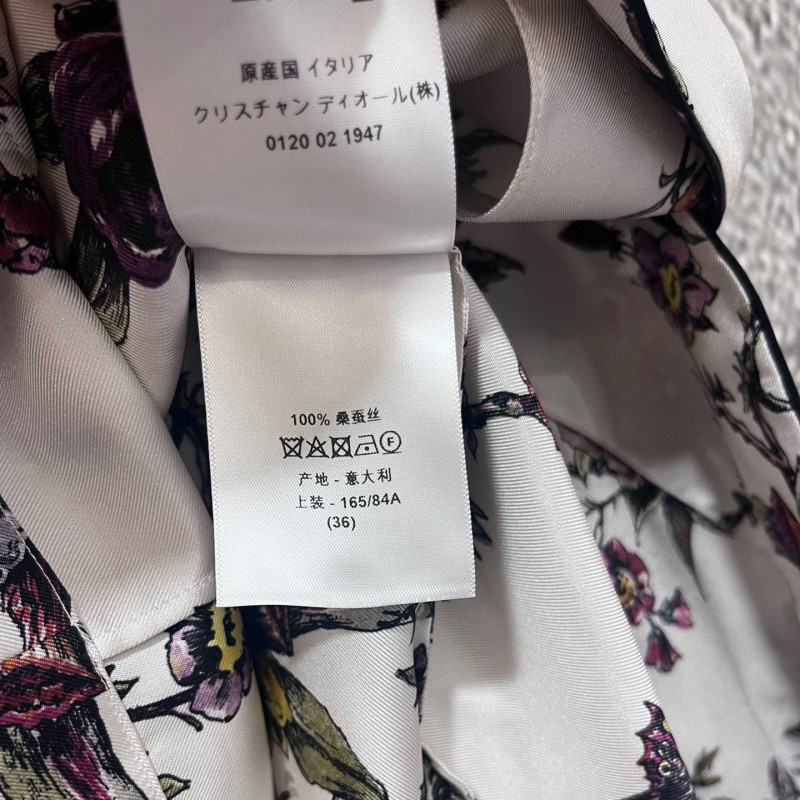 原産国 イタリア
クリスチャン ディオール(株)
0120 02 1947
100% 桑蚕丝
F
产地 - 意大利
上装 - 165/84A
(36)